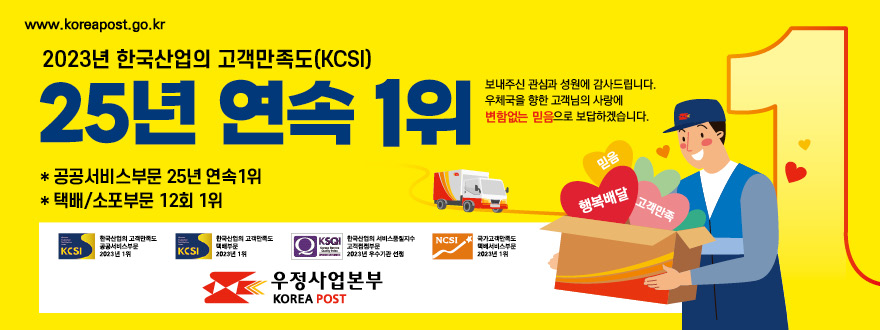 www.koreapost.go.kr
2023년 한국산업의 고객만족도(KCSI)
25년 연속 1위
보내주신 관심과 성원에 감사드립니다.
우체국을 향한 고객님의 사랑에
변함없는 믿음으로 보답하겠습니다.
* 공공서비스부문 25년 연속1위
* 택배/소포부문 12회 1위
1
믿음
행복배달
고객만족
KCSI
한국산업의 고객만족도
공공서비스부문
2023년 1위
KCSI
한국산업의 고객만족도
택배부문
2023년 1위
KSQI
한국산업의 서비스품질지수
고객접점부문
2023년 우수기관 선정
NCSI
국가고객만족도
택배서비스부문
2023년 1위
우정사업본부
KOREA POST